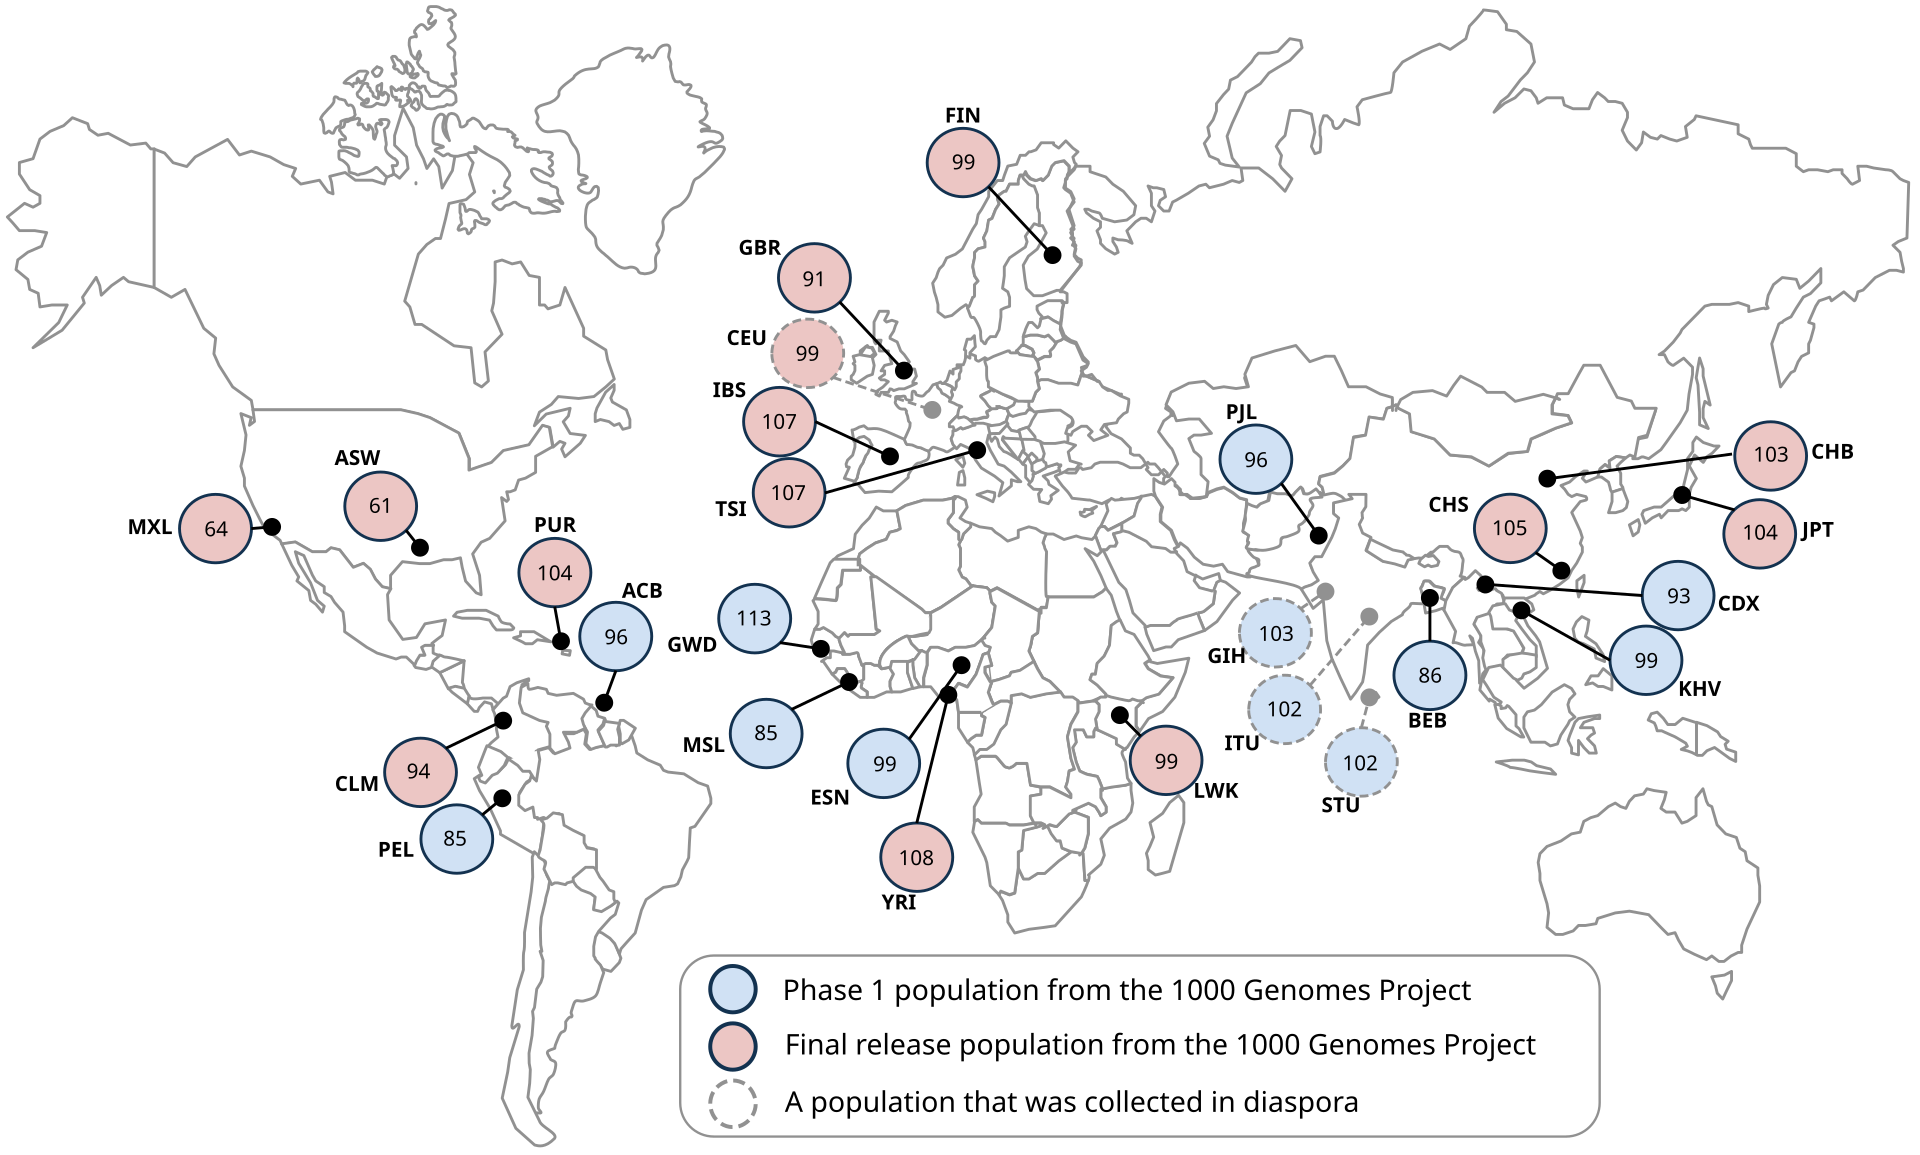 FIN
99
GBR
91
CEU
99
IBS
107
TSI
107
PJL
96
CHB
103
CHS
105
JPT
104
CDX
93
KHV
99
ASW
61
MXL
64
PUR
104
ACB
96
GWD
113
MSL
85
ESN
99
YRI
108
LWK
99
GIH
103
ITU
102
STU
102
BEB
86
CLM
94
PEL
85
Phase 1 population from the 1000 Genomes Project
Final release population from the 1000 Genomes Project
A population that was collected in diaspora